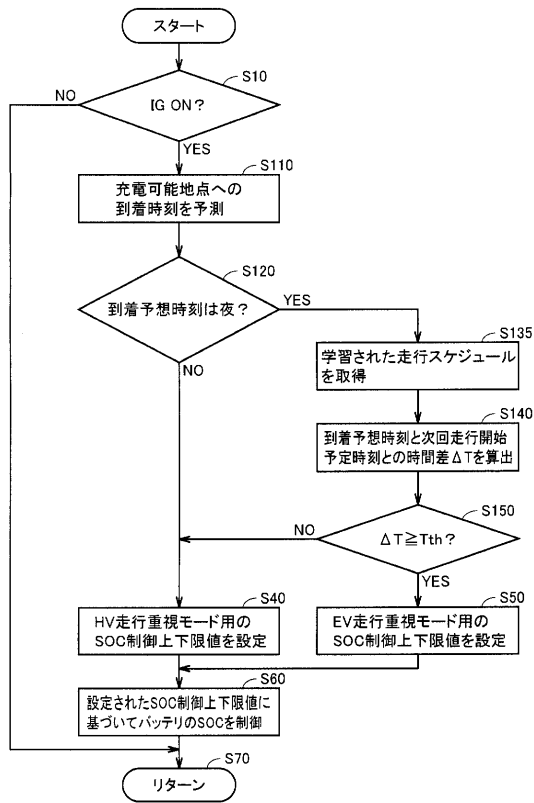 スタート
S10
NO
IG ON？
YES
S110
充電可能地点への
到着時刻を予測
S120
到着予想時刻は夜？
YES
NO
S135
学習された走行スケジュール
を取得
S140
到着予想時刻と次回走行開始
予定時刻との時間差ΔTを算出
S150
NO
ΔT≧Tth？
YES
S40
HV走行重視モード用の
SOC制御上下限値を設定
S50
EV走行重視モード用の
SOC制御上下限値を設定
S60
設定されたSOC制御上下限値に
基づいてバッテリのSOCを制御
S70
リターン